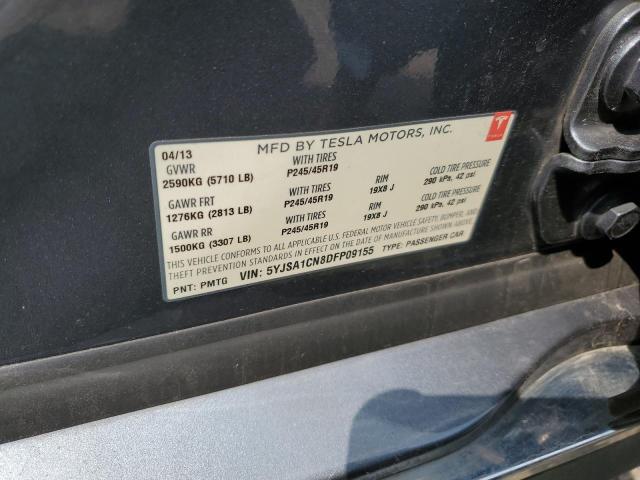 MFD BY TESLA MOTORS, INC.
TESLA
04/13
GVWR WITH TIRES
2590KG (5710 LB) P245/45R19
GAWR FRT WITH TIRES RIM COLD TIRE PRESSURE
1276KG (2813 LB) P245/45R19 19X8 J 290 kPs, 42 psi
GAWR RR WITH TIRES RIM COLD TIRE PRESSURE
1500KG (3307 LB) P245/45R19 19X8 J 290 kPs, 42 psi
THIS VEHICLE CONFORMS TO ALL APPLICABLE U.S. FEDERAL MOTOR VEHICLE SAFETY, BUMPER, AND
THEFT PREVENTION STANDARDS IN EFFECT ON THE DATE OF MANUFACTURE SHOWN ABOVE.
PNT: PMTG VIN: 5YJSA1CN8DFP09155 TYPE: PASSENGER CAR